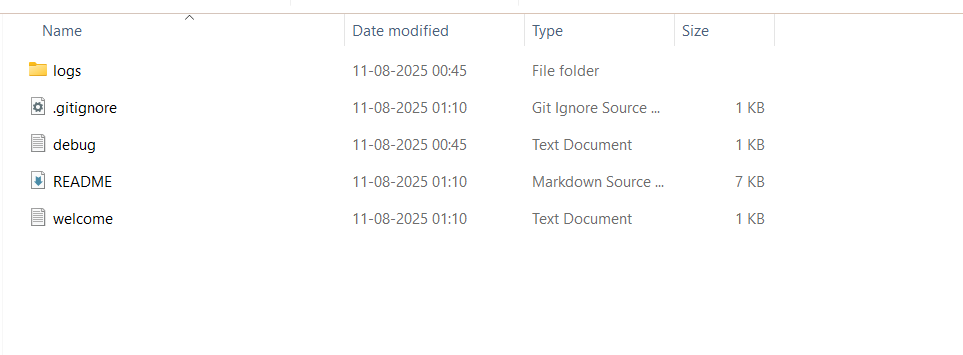 Name Date modified Type Size
logs 11-08-2025 00:45 File folder
.gitignore 11-08-2025 01:10 Git Ignore Source ... 1 KB
debug 11-08-2025 00:45 Text Document 1 KB
README 11-08-2025 01:10 Markdown Source ... 7 KB
welcome 11-08-2025 01:10 Text Document 1 KB